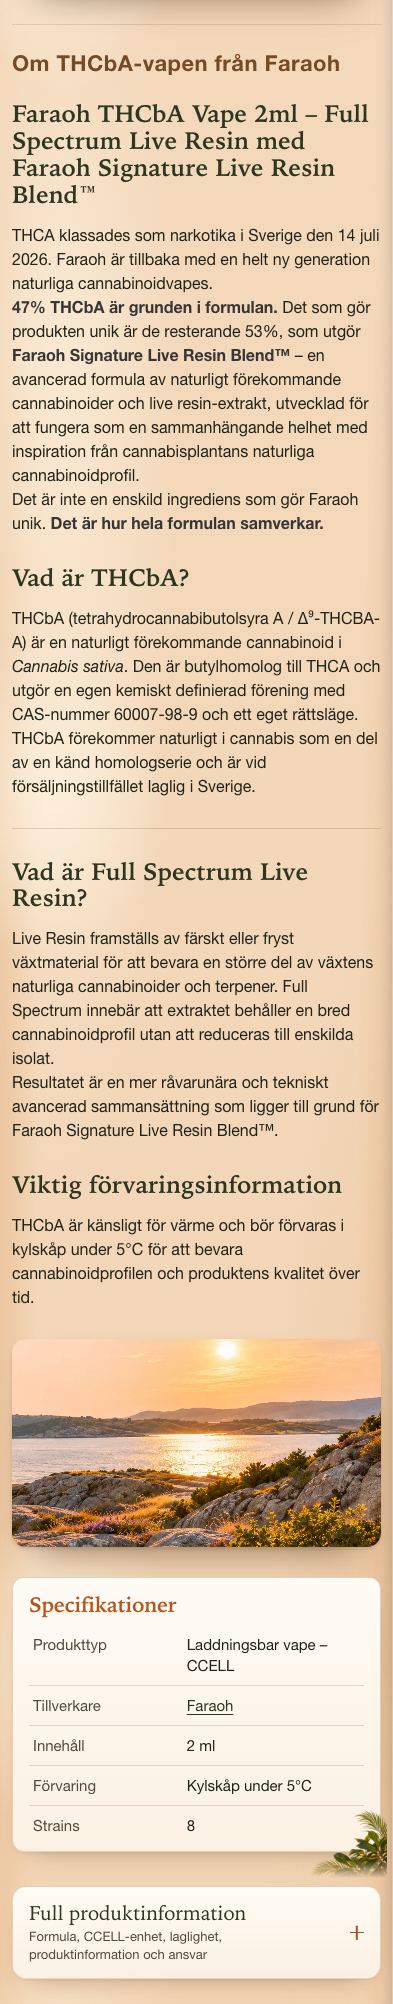 Om THCbA-vapen från Faraoh
Faraoh THCbA Vape 2ml – Full
Spectrum Live Resin med
Faraoh Signature Live Resin
Blend™
THCA klassades som narkotika i Sverige den 14 juli
2026. Faraoh är tillbaka med en helt ny generation
naturliga cannabinoidvapes.
47% THCbA är grunden i formulan. Det som gör
produkten unik är de resterande 53%, som utgör
Faraoh Signature Live Resin Blend™ – en
avancerad formula av naturligt förekommande
cannabinoider och live resin-extrakt, utvecklad för
att fungera som en sammanhängande helhet med
inspiration från cannabisplantans naturliga
cannabinoidprofil.
Det är inte en enskild ingrediens som gör Faraoh
unik. Det är hur hela formulan samverkar.
Vad är THCbA?
THCbA (tetrahydrocannabibutolsyra A / Δ⁹-THCBA-
A) är en naturligt förekommande cannabinoid i
Cannabis sativa. Den är butylhomolog till THCA och
utgör en egen kemiskt definierad förening med
CAS-nummer 60007-98-9 och ett eget rättsläge.
THCbA förekommer naturligt i cannabis som en del
av en känd homologserie och är vid
försäljningstillfället laglig i Sverige.
Vad är Full Spectrum Live
Resin?
Live Resin framställs av färskt eller fryst
växtmaterial för att bevara en större del av växtens
naturliga cannabinoider och terpener. Full
Spectrum innebär att extraktet behåller en bred
cannabinoidprofil utan att reduceras till enskilda
isolat.
Resultatet är en mer råvarunära och tekniskt
avancerad sammansättning som ligger till grund för
Faraoh Signature Live Resin Blend™.
Viktig förvaringsinformation
THCbA är känsligt för värme och bör förvaras i
kylskåp under 5°C för att bevara
cannabinoidprofilen och produktens kvalitet över
tid.
Specifikationer
Produkttyp Laddningsbar vape –
CCELL
Tillverkare Faraoh
Innehåll 2 ml
Förvaring Kylskåp under 5°C
Strains 8
Full produktinformation
Formula, CCELL-enhet, laglighet,
produktinformation och ansvar
+